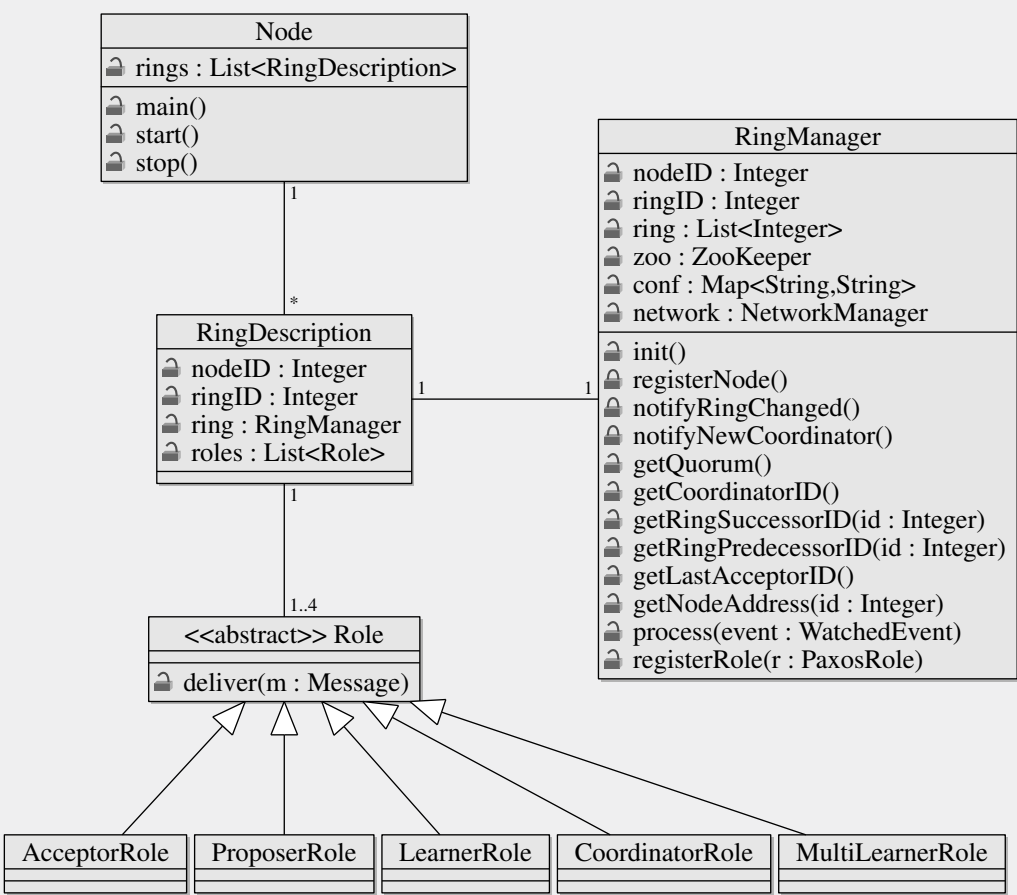 Node
rings : List<RingDescription>
main()
start()
stop()
1
*
RingDescription
nodeID : Integer
ringID : Integer
ring : RingManager
roles : List<Role>
1
1
1
1..4
RingManager
nodeID : Integer
ringID : Integer
ring : List<Integer>
zoo : ZooKeeper
conf : Map<String,String>
network : NetworkManager
init()
registerNode()
notifyRingChanged()
notifyNewCoordinator()
getQuorum()
getCoordinatorID()
getRingSuccessorID(id : Integer)
getRingPredecessorID(id : Integer)
getLastAcceptorID()
getNodeAddress(id : Integer)
process(event : WatchedEvent)
registerRole(r : PaxosRole)
<<abstract>> Role
deliver(m : Message)
AcceptorRole
ProposerRole
LearnerRole
CoordinatorRole
MultiLearnerRole